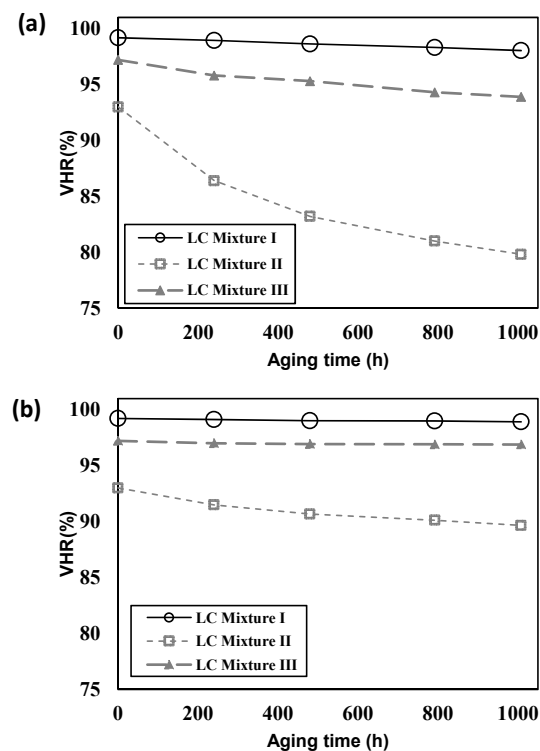 (a)
100
95
90
85
80
75
VHR(%)
LC Mixture I
LC Mixture II
LC Mixture III
0 200 400 600 800 1000
Aging time (h)
(b)
100
95
90
85
80
75
VHR(%)
LC Mixture I
LC Mixture II
LC Mixture III
0 200 400 600 800 1000
Aging time (h)